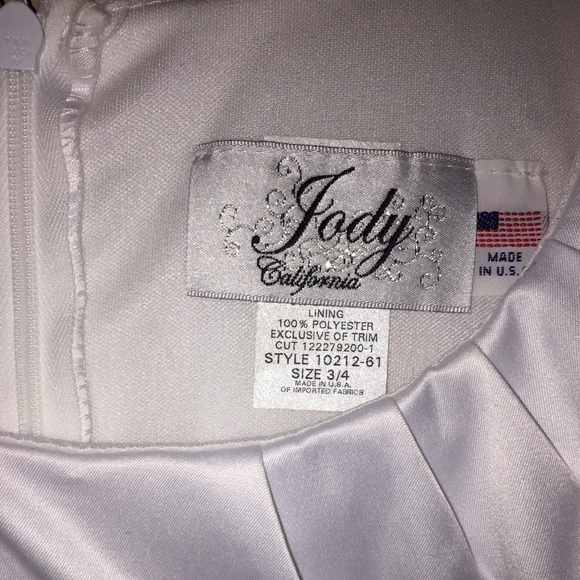 Jody
California
MADE
IN U.S.
LINING
100% POLYESTER
EXCLUSIVE OF TRIM
CUT 122279200-1
STYLE 10212-61
SIZE 3/4
MADE IN U.S.A.
OF IMPORTED FABRICS